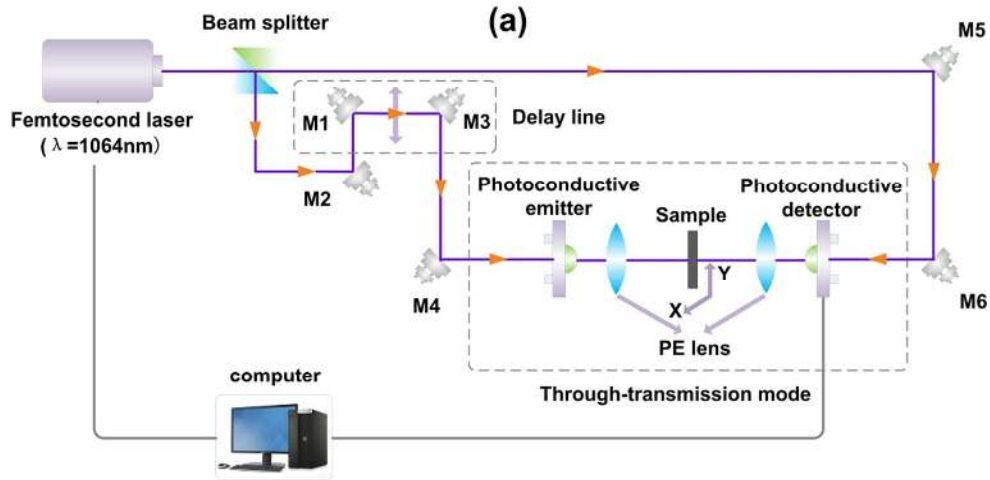 (a)
Beam splitter
M5
M1
M3
Delay line
Femtosecond laser
( λ=1064nm)
M2
Photoconductive
emitter
Sample
Photoconductive
detector
Y
X
M4
M6
PE lens
computer
Through-transmission mode